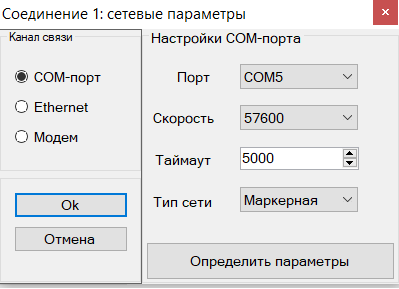 Соединение 1: сетевые параметры
Канал связи
COM-порт
Ethernet
Модем
Ok
Отмена
Настройки COM-порта
Порт COM5
Скорость 57600
Таймаут 5000
Тип сети Маркерная
Определить параметры